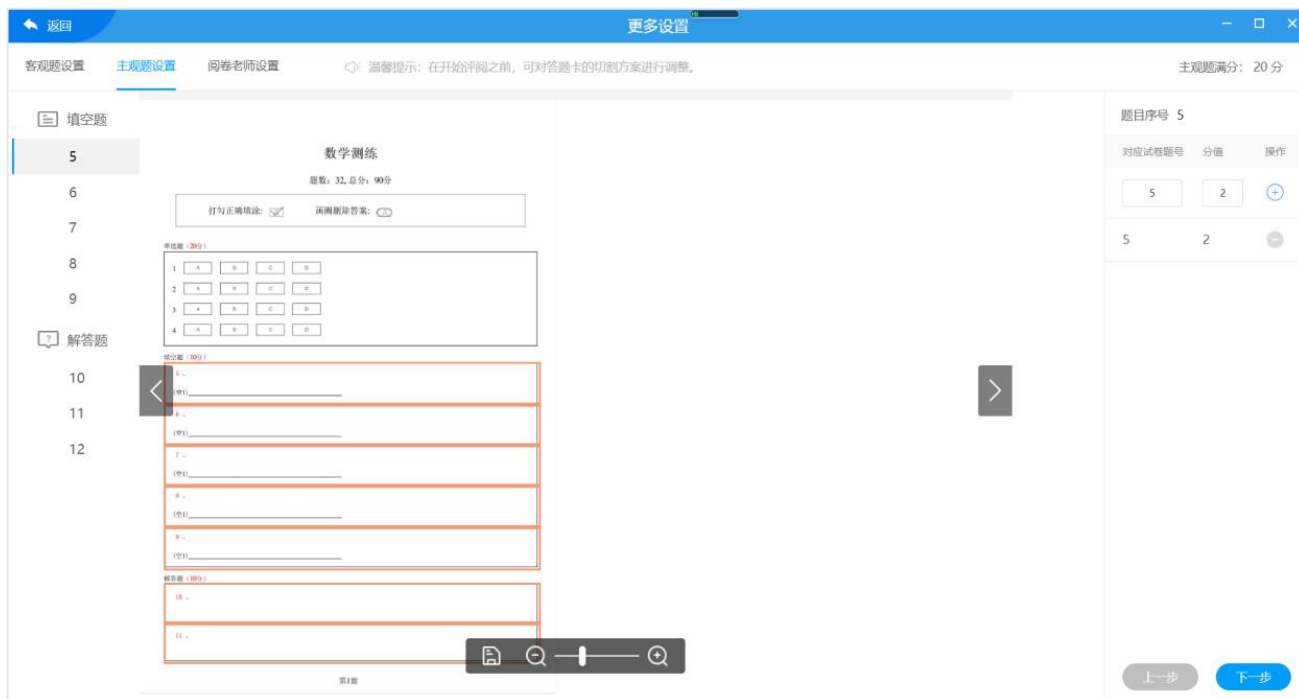 返回
更多设置
客观题设置 主观题设置 阅卷老师设置 温馨提示：在开始评阅之前，可对答题卡的切割方案进行调整。 主观题满分： 20 分
填空题
5
6
7
8
9
解答题
10
11
12
数学测练
题数：32, 总分：90分
打勾正确填涂： 画圈删除答案： A
单选题（20分）
1 A B C D
2 A B C D
3 A B C D
4 A B C D
填空题（10分）
5 .
(空1)
6 .
(空1)
7 .
(空1)
8 .
(空1)
9 .
(空1)
解答题（10分）
10 .
11 .
第1面
题目序号 5
对应试卷题号 分值 操作
5 2
5 2
上一步 下一步